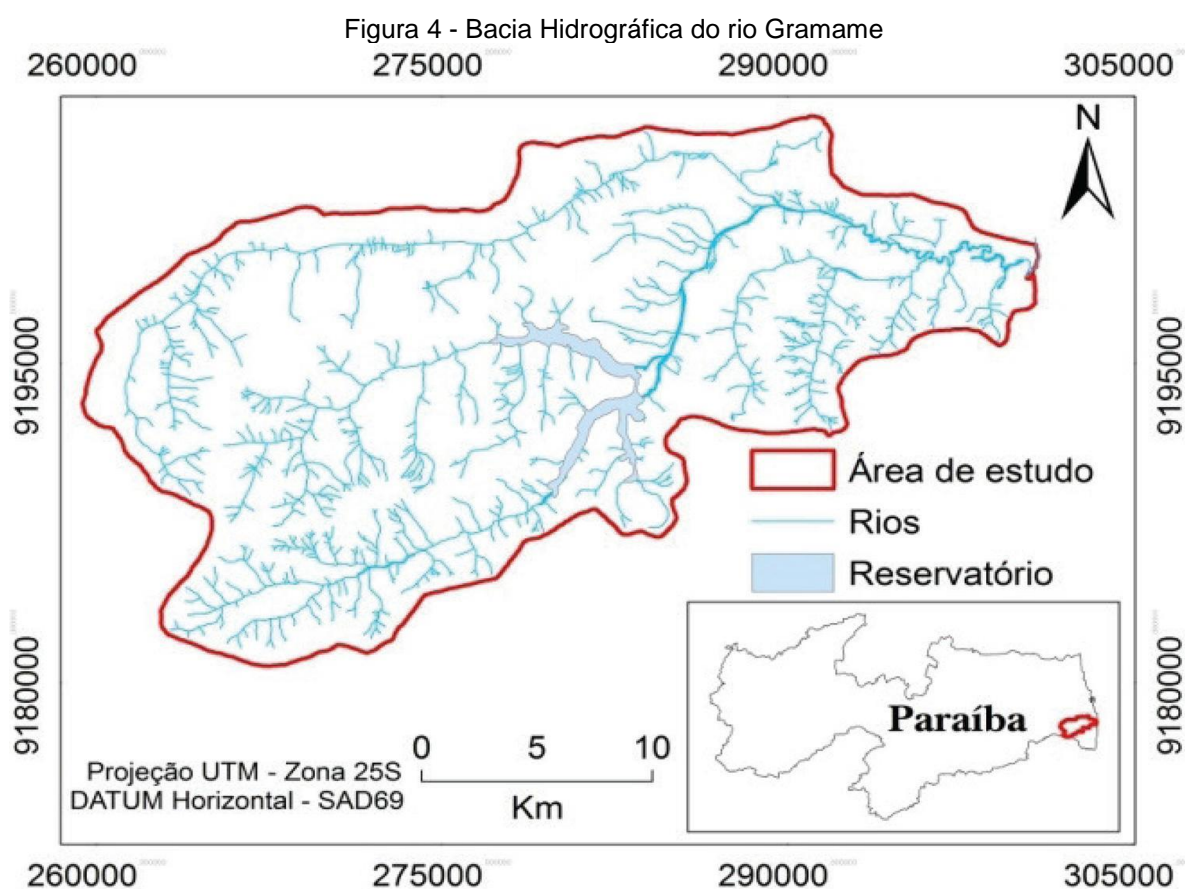 Figura 4 - Bacia Hidrográfica do rio Gramame
260000 275000 290000 305000
N
9195000
9195000
Área de estudo
Rios
Reservatório
Paraíba
9180000
9180000
0 5 10
Km
Projeção UTM - Zona 25S
DATUM Horizontal - SAD69
260000 275000 290000 305000